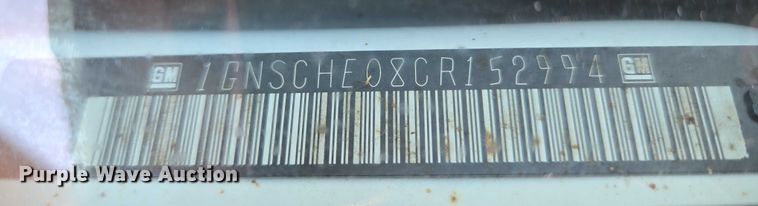 GM 1GNSCHE08CR152994 GM
Purple Wave Auction